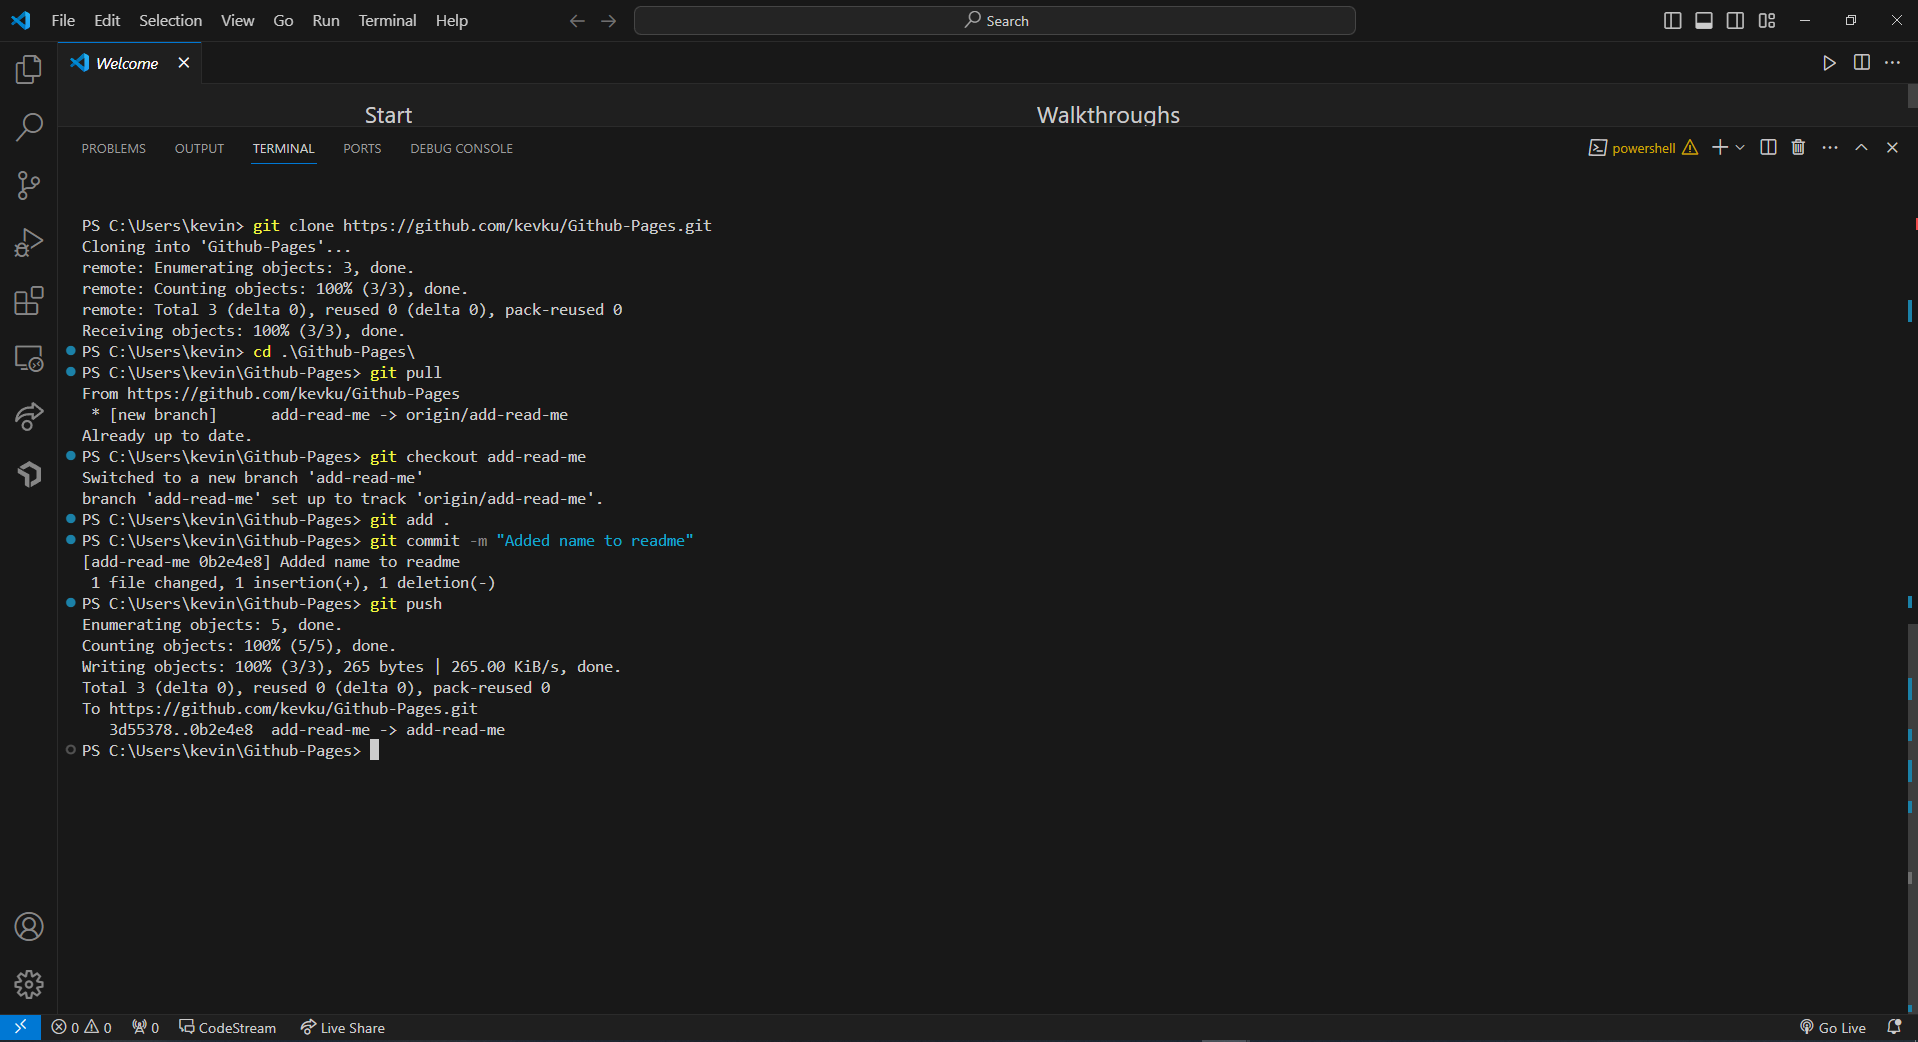 File Edit Selection View Go Run Terminal Help Search
Welcome
Start Walkthroughs
PROBLEMS OUTPUT TERMINAL PORTS DEBUG CONSOLE powershell
PS C:\Users\kevin> git clone https://github.com/kevku/Github-Pages.git
Cloning into 'Github-Pages'...
remote: Enumerating objects: 3, done.
remote: Counting objects: 100% (3/3), done.
remote: Total 3 (delta 0), reused 0 (delta 0), pack-reused 0
Receiving objects: 100% (3/3), done.
PS C:\Users\kevin> cd .\Github-Pages\
PS C:\Users\kevin\Github-Pages> git pull
From https://github.com/kevku/Github-Pages
 * [new branch]      add-read-me -> origin/add-read-me
Already up to date.
PS C:\Users\kevin\Github-Pages> git checkout add-read-me
Switched to a new branch 'add-read-me'
branch 'add-read-me' set up to track 'origin/add-read-me'.
PS C:\Users\kevin\Github-Pages> git add .
PS C:\Users\kevin\Github-Pages> git commit -m "Added name to readme"
[add-read-me 0b2e4e8] Added name to readme
 1 file changed, 1 insertion(+), 1 deletion(-)
PS C:\Users\kevin\Github-Pages> git push
Enumerating objects: 5, done.
Counting objects: 100% (5/5), done.
Writing objects: 100% (3/3), 265 bytes | 265.00 KiB/s, done.
Total 3 (delta 0), reused 0 (delta 0), pack-reused 0
To https://github.com/kevku/Github-Pages.git
   3d55378..0b2e4e8  add-read-me -> add-read-me
PS C:\Users\kevin\Github-Pages>
0 0 0 CodeStream Live Share Go Live